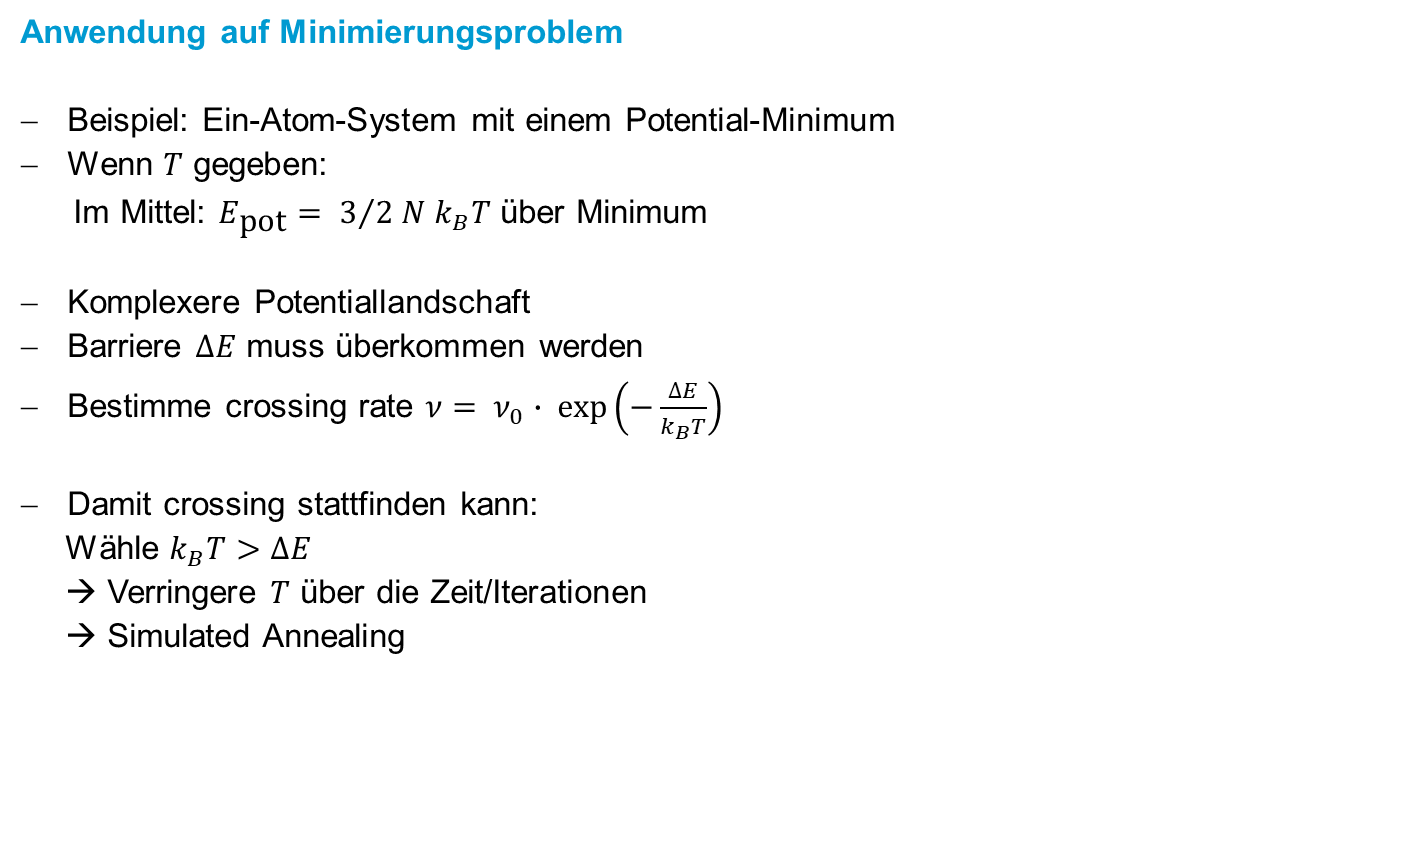 Anwendung auf Minimierungsproblem
– Beispiel: Ein-Atom-System mit einem Potential-Minimum
– Wenn T gegeben:
Im Mittel: E_pot = 3/2 N k_B T über Minimum
– Komplexere Potentiallandschaft
– Barriere ΔE muss überkommen werden
– Bestimme crossing rate ν = ν_0 · exp(−ΔE/(k_B T))
– Damit crossing stattfinden kann:
Wähle k_B T > ΔE
→ Verringere T über die Zeit/Iterationen
→ Simulated Annealing